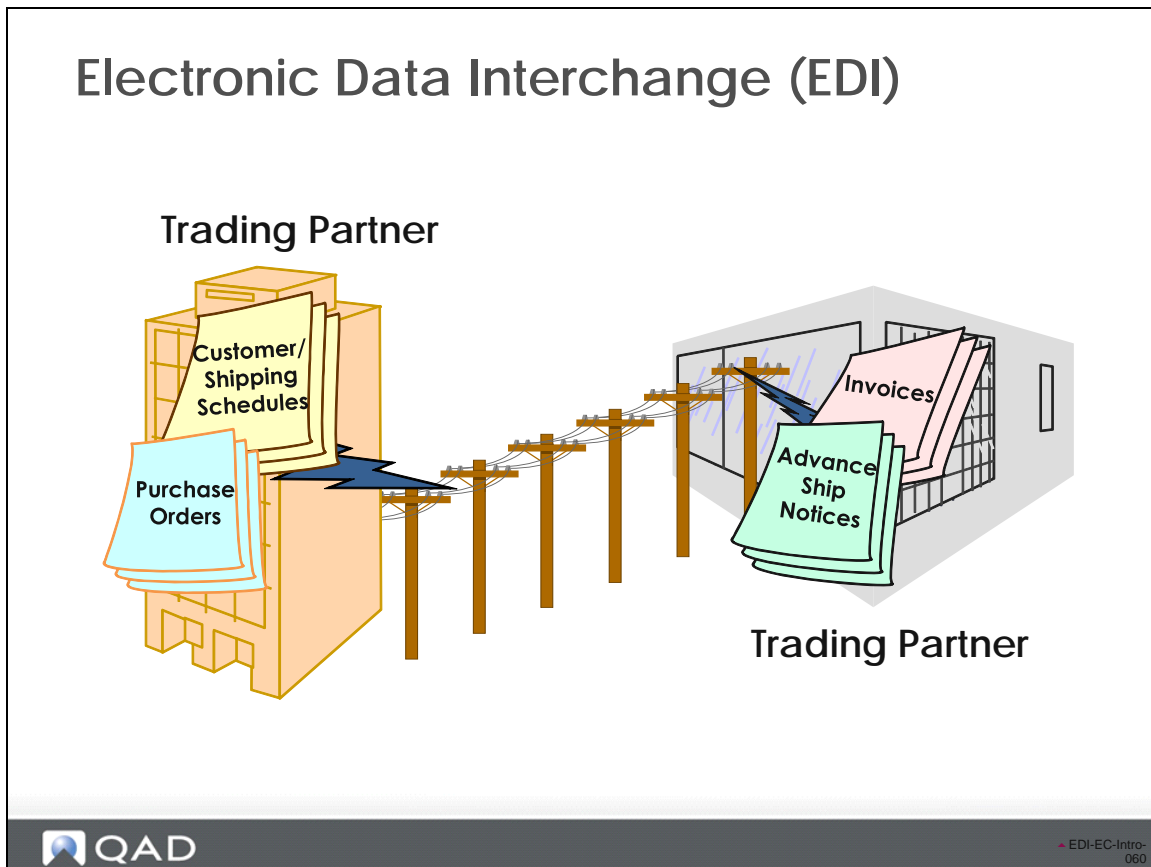 Electronic Data Interchange (EDI)
Trading Partner
Customer/
Shipping
Schedules
Purchase
Orders
Invoices
Advance
Ship
Notices
Trading Partner
QAD
EDI-EC-Intro-
060